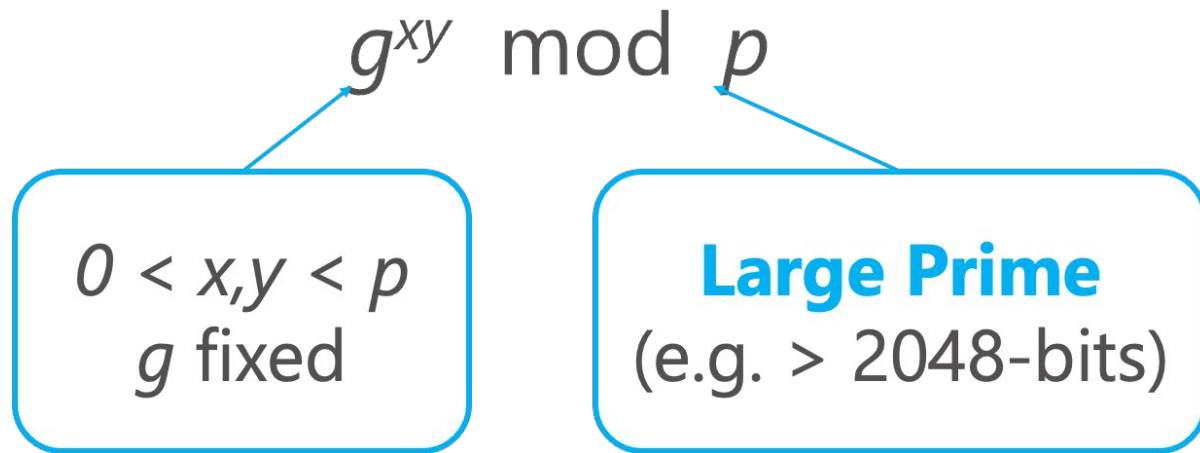 g^xy mod p
0 < x,y < p
g fixed
Large Prime
(e.g. > 2048-bits)